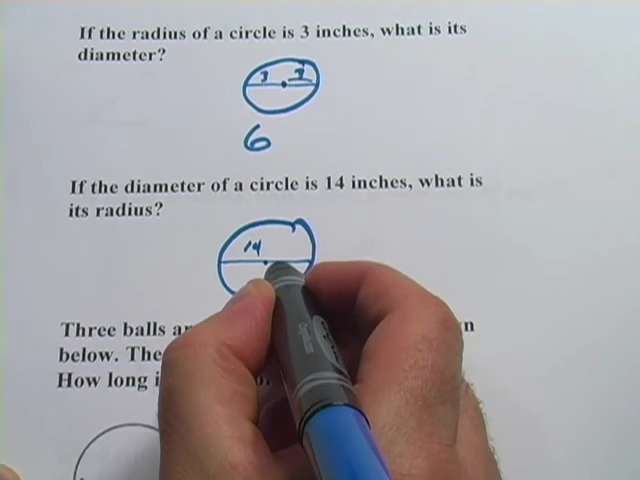 If the radius of a circle is 3 inches, what is its
diameter?
3 3
6
If the diameter of a circle is 14 inches, what is
its radius?
14
Three balls
below. The
How long